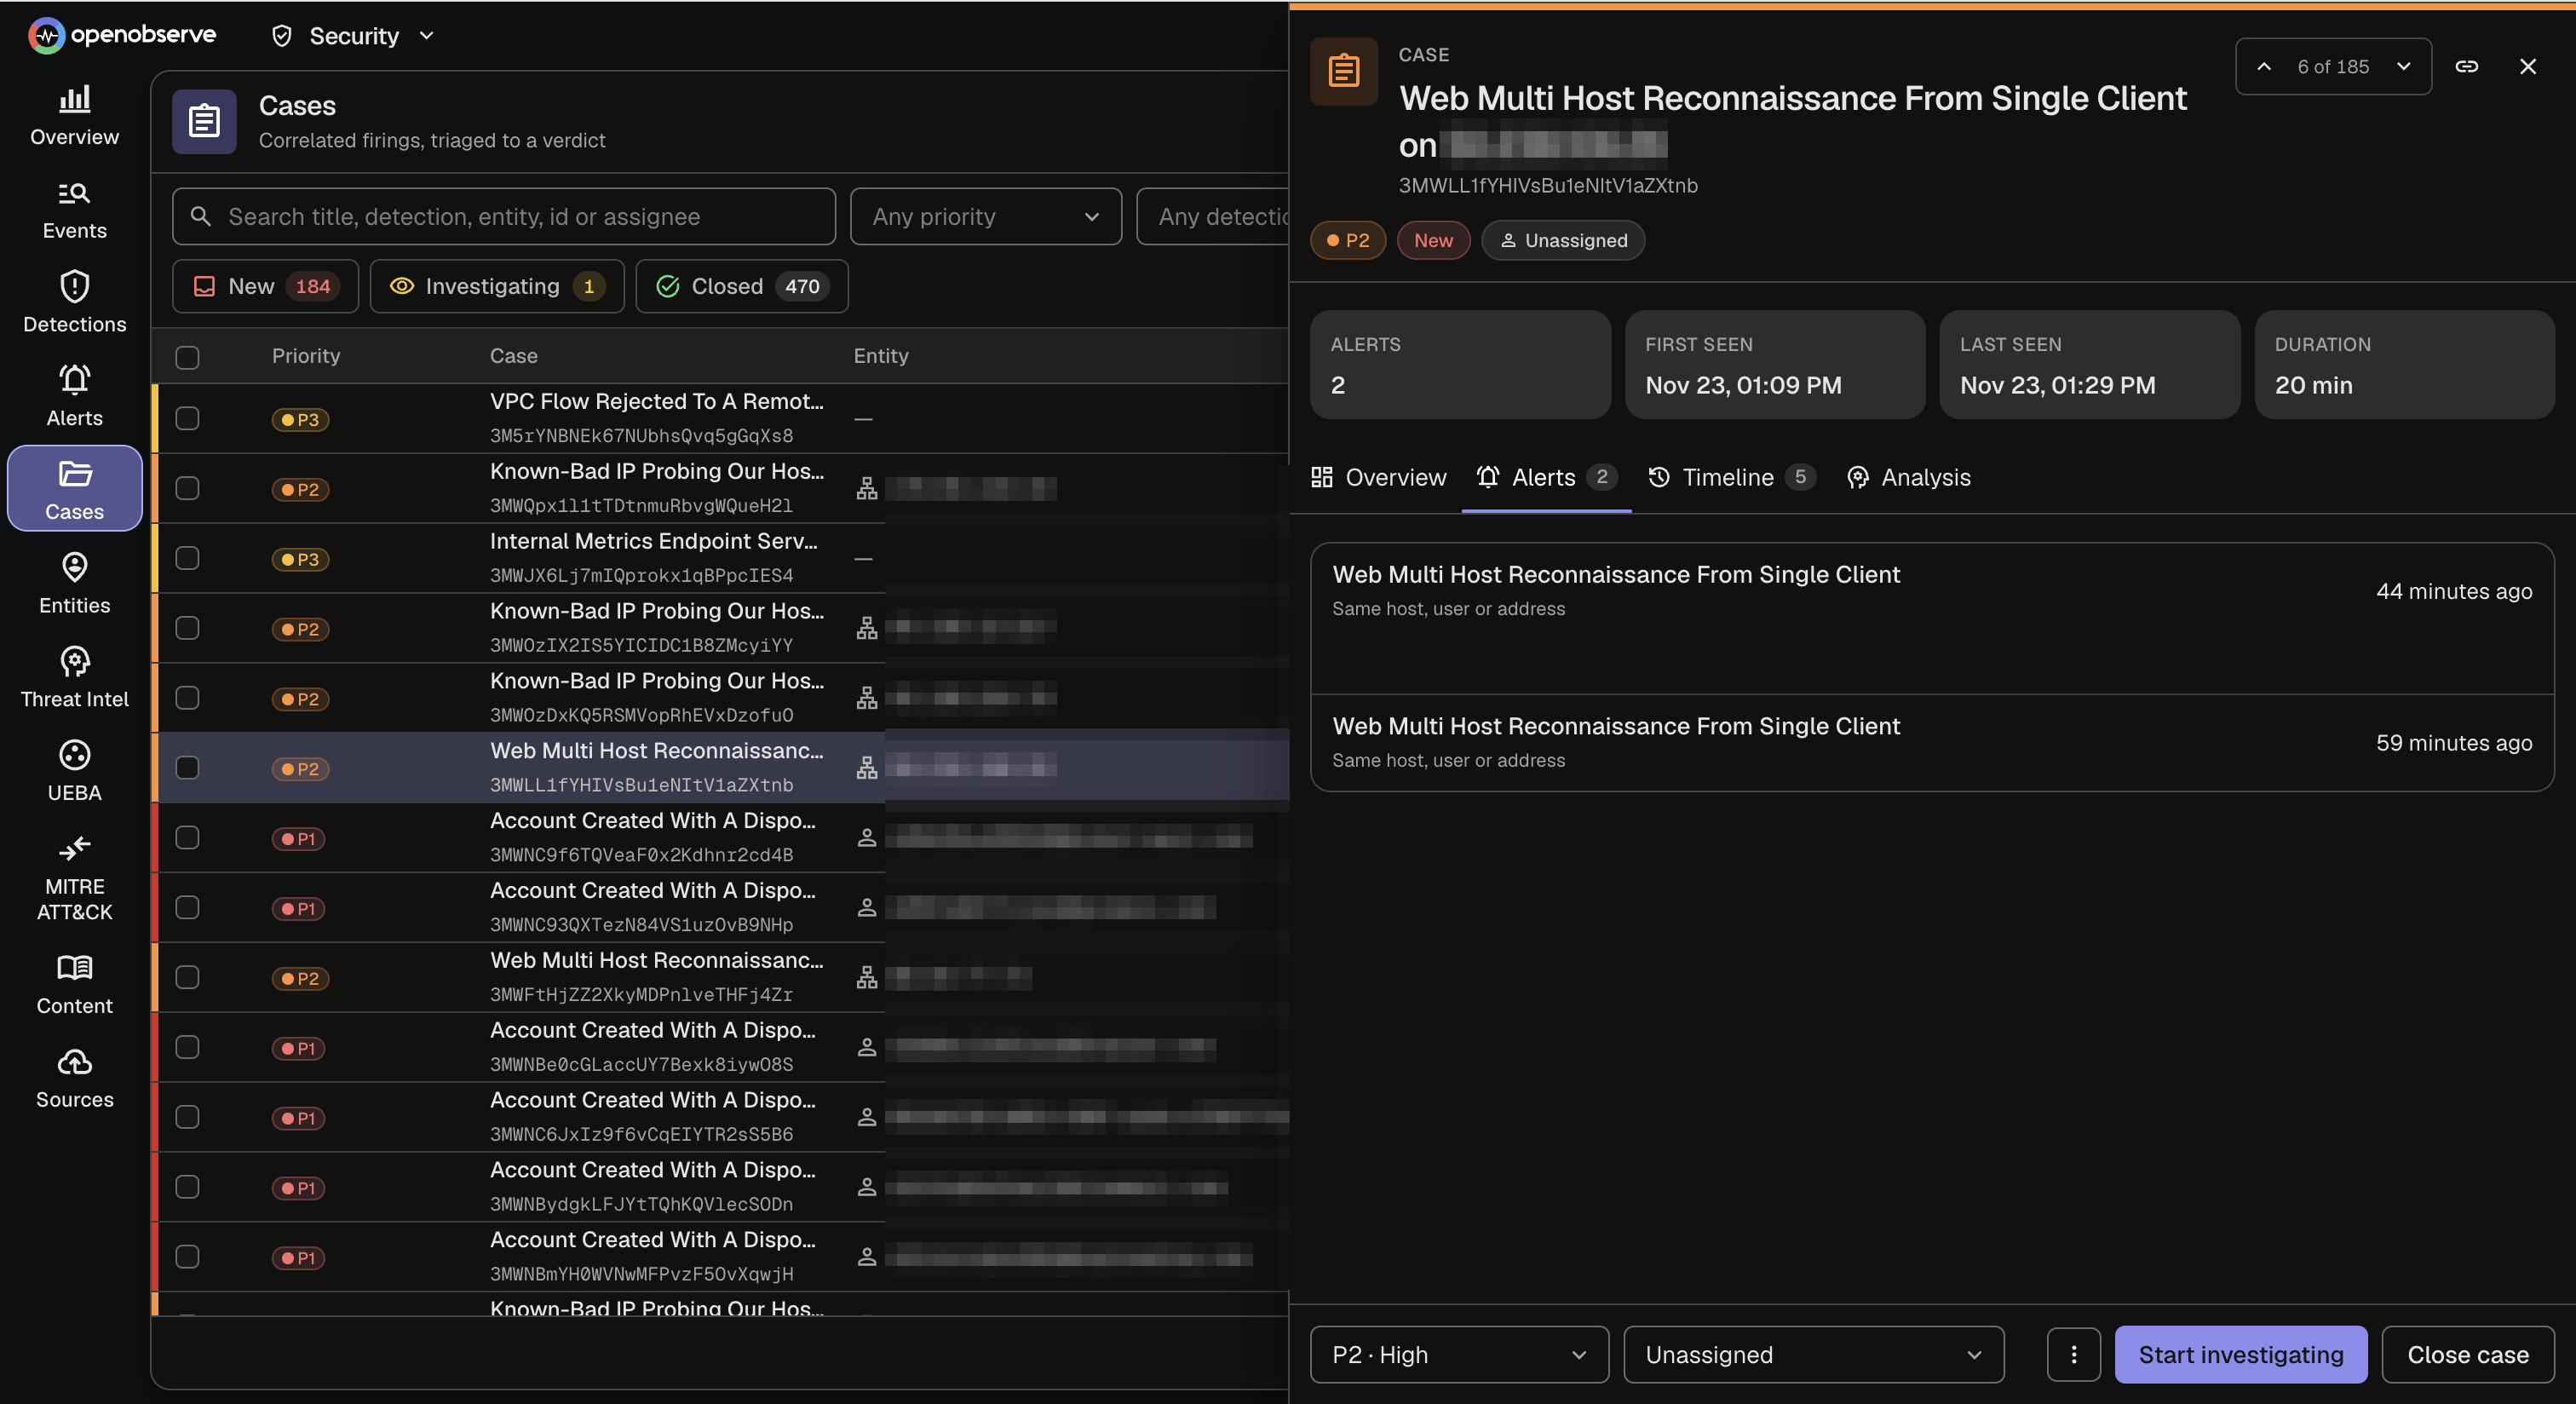 openobserve
Security
Overview
Events
Detections
Alerts
Cases
Entities
Threat Intel
UEBA
MITRE
ATT&CK
Content
Sources
Cases
Correlated firings, triaged to a verdict
Search title, detection, entity, id or assignee
Any priority
Any detectio
New 184
Investigating 1
Closed 470
Priority Case Entity
P3 VPC Flow Rejected To A Remot... —
3M5rYNBNEk67NUbhsQvq5gGqXs8
P2 Known-Bad IP Probing Our Hos...
3MWQpx1l1tTDtnmuRbvgWQueH2l
P3 Internal Metrics Endpoint Serv... —
3MWJX6Lj7mIQprokx1qBPpcIES4
P2 Known-Bad IP Probing Our Hos...
3MWOzIX2IS5YICIDC1B8ZMcyiYY
P2 Known-Bad IP Probing Our Hos...
3MWOzDxKQ5RSMVopRhEVxDzofuO
P2 Web Multi Host Reconnaissanc...
3MWLL1fYHIVsBu1eNItV1aZXtnb
P1 Account Created With A Dispo...
3MWNC9f6TQVeaF0x2Kdhnr2cd4B
P1 Account Created With A Dispo...
3MWNC93QXTezN84VS1uzOvB9NHp
P2 Web Multi Host Reconnaissanc...
3MWFtHjZZ2XkyMDPnlveTHFj4Zr
P1 Account Created With A Dispo...
3MWNBe0cGLaccUY7Bexk8iywO8S
P1 Account Created With A Dispo...
3MWNC6JxIz9f6vCqEIYTR2sS5B6
P1 Account Created With A Dispo...
3MWNBydgkLFJYtTQhKQVlecSODn
P1 Account Created With A Dispo...
3MWNBmYH0WVNwMFPvzF5OvXqwjH
Known-Bad IP Probing Our Hos...
CASE
Web Multi Host Reconnaissance From Single Client
on
3MWLL1fYHIVsBu1eNItV1aZXtnb
6 of 185
P2 New Unassigned
ALERTS
2
FIRST SEEN
Nov 23, 01:09 PM
LAST SEEN
Nov 23, 01:29 PM
DURATION
20 min
Overview Alerts 2 Timeline 5 Analysis
Web Multi Host Reconnaissance From Single Client
Same host, user or address
44 minutes ago
Web Multi Host Reconnaissance From Single Client
Same host, user or address
59 minutes ago
P2 · High
Unassigned
Start investigating
Close case